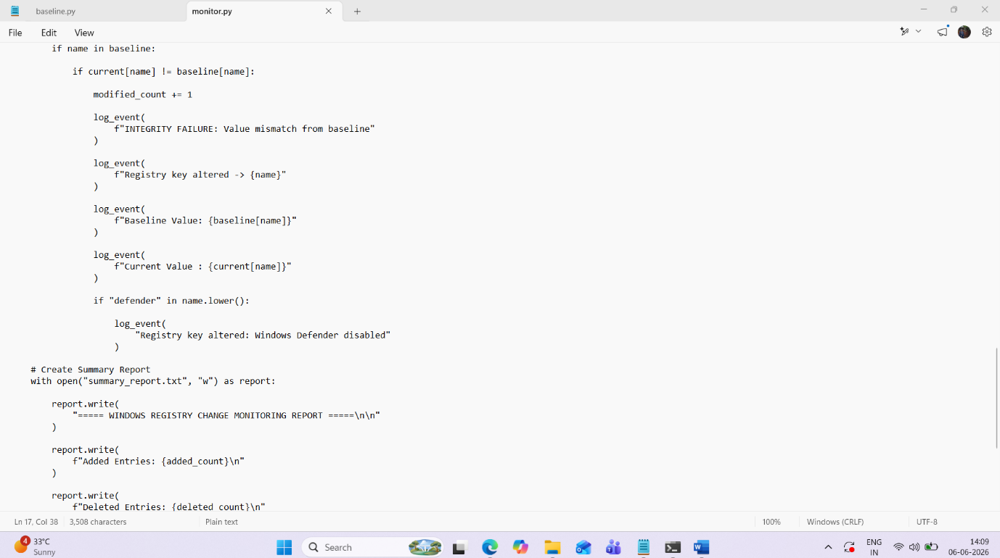 baseline.py
monitor.py
File Edit View
if name in baseline:
if current[name] != baseline[name]:
modified_count += 1
log_event(
f"INTEGRITY FAILURE: Value mismatch from baseline"
)
log_event(
f"Registry key altered -> {name}"
)
log_event(
f"Baseline Value: {baseline[name]}"
)
log_event(
f"Current Value : {current[name]}"
)
if "defender" in name.lower():
log_event(
"Registry key altered: Windows Defender disabled"
)
# Create Summary Report
with open("summary_report.txt", "w") as report:
report.write(
"===== WINDOWS REGISTRY CHANGE MONITORING REPORT =====\n\n"
)
report.write(
f"Added Entries: {added_count}\n"
)
report.write(
f"Deleted Entries: {deleted_count}\n"
Ln 17, Col 38 3,508 characters Plain text 100% Windows (CRLF) UTF-8
4
33°C
Sunny
Search
ENG
IN
14:09
06-06-2026